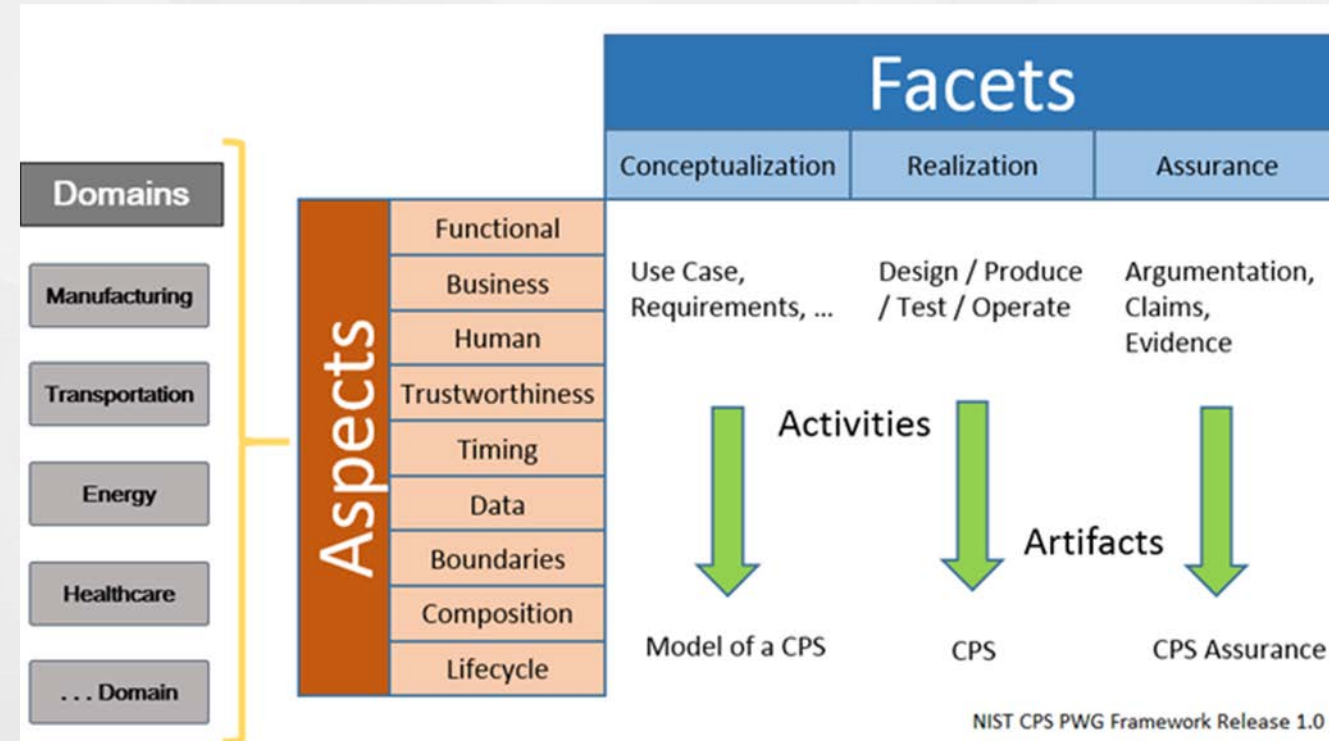 Facets
Conceptualization
Realization
Assurance
Domains
Manufacturing
Transportation
Energy
Healthcare
. . . Domain
Aspects
Functional
Business
Human
Trustworthiness
Timing
Data
Boundaries
Composition
Lifecycle
Use Case,
Requirements, ...
Design / Produce
/ Test / Operate
Argumentation,
Claims,
Evidence
Activities
Artifacts
Model of a CPS
CPS
CPS Assurance
NIST CPS PWG Framework Release 1.0